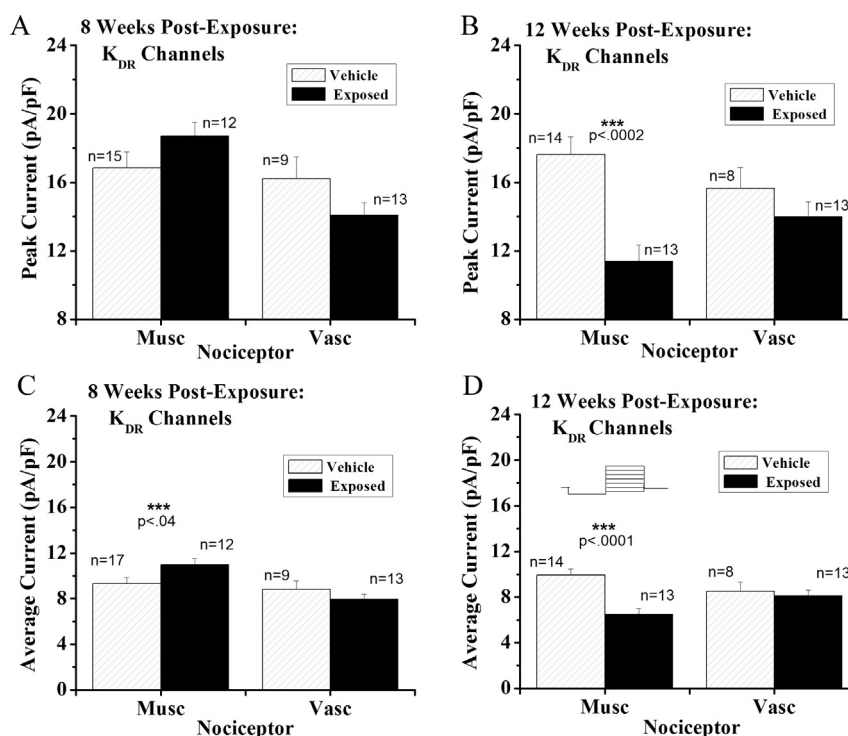 A
8 Weeks Post-Exposure:
K_DR Channels
Peak Current (pA/pF)
24
20
16
12
8
Vehicle
Exposed
n=15
n=12
n=9
n=13
Musc
Vasc
Nociceptor
B
12 Weeks Post-Exposure:
K_DR Channels
Peak Current (pA/pF)
24
20
16
12
8
Vehicle
Exposed
***
p<.0002
n=14
n=13
n=8
n=13
Musc
Vasc
Nociceptor
C
8 Weeks Post-Exposure:
K_DR Channels
Average Current (pA/pF)
24
20
16
12
8
4
0
Vehicle
Exposed
***
p<.04
n=17
n=12
n=9
n=13
Musc
Vasc
Nociceptor
D
12 Weeks Post-Exposure:
K_DR Channels
Average Current (pA/pF)
24
20
16
12
8
4
0
Vehicle
Exposed
***
p<.0001
n=14
n=13
n=8
n=13
Musc
Vasc
Nociceptor